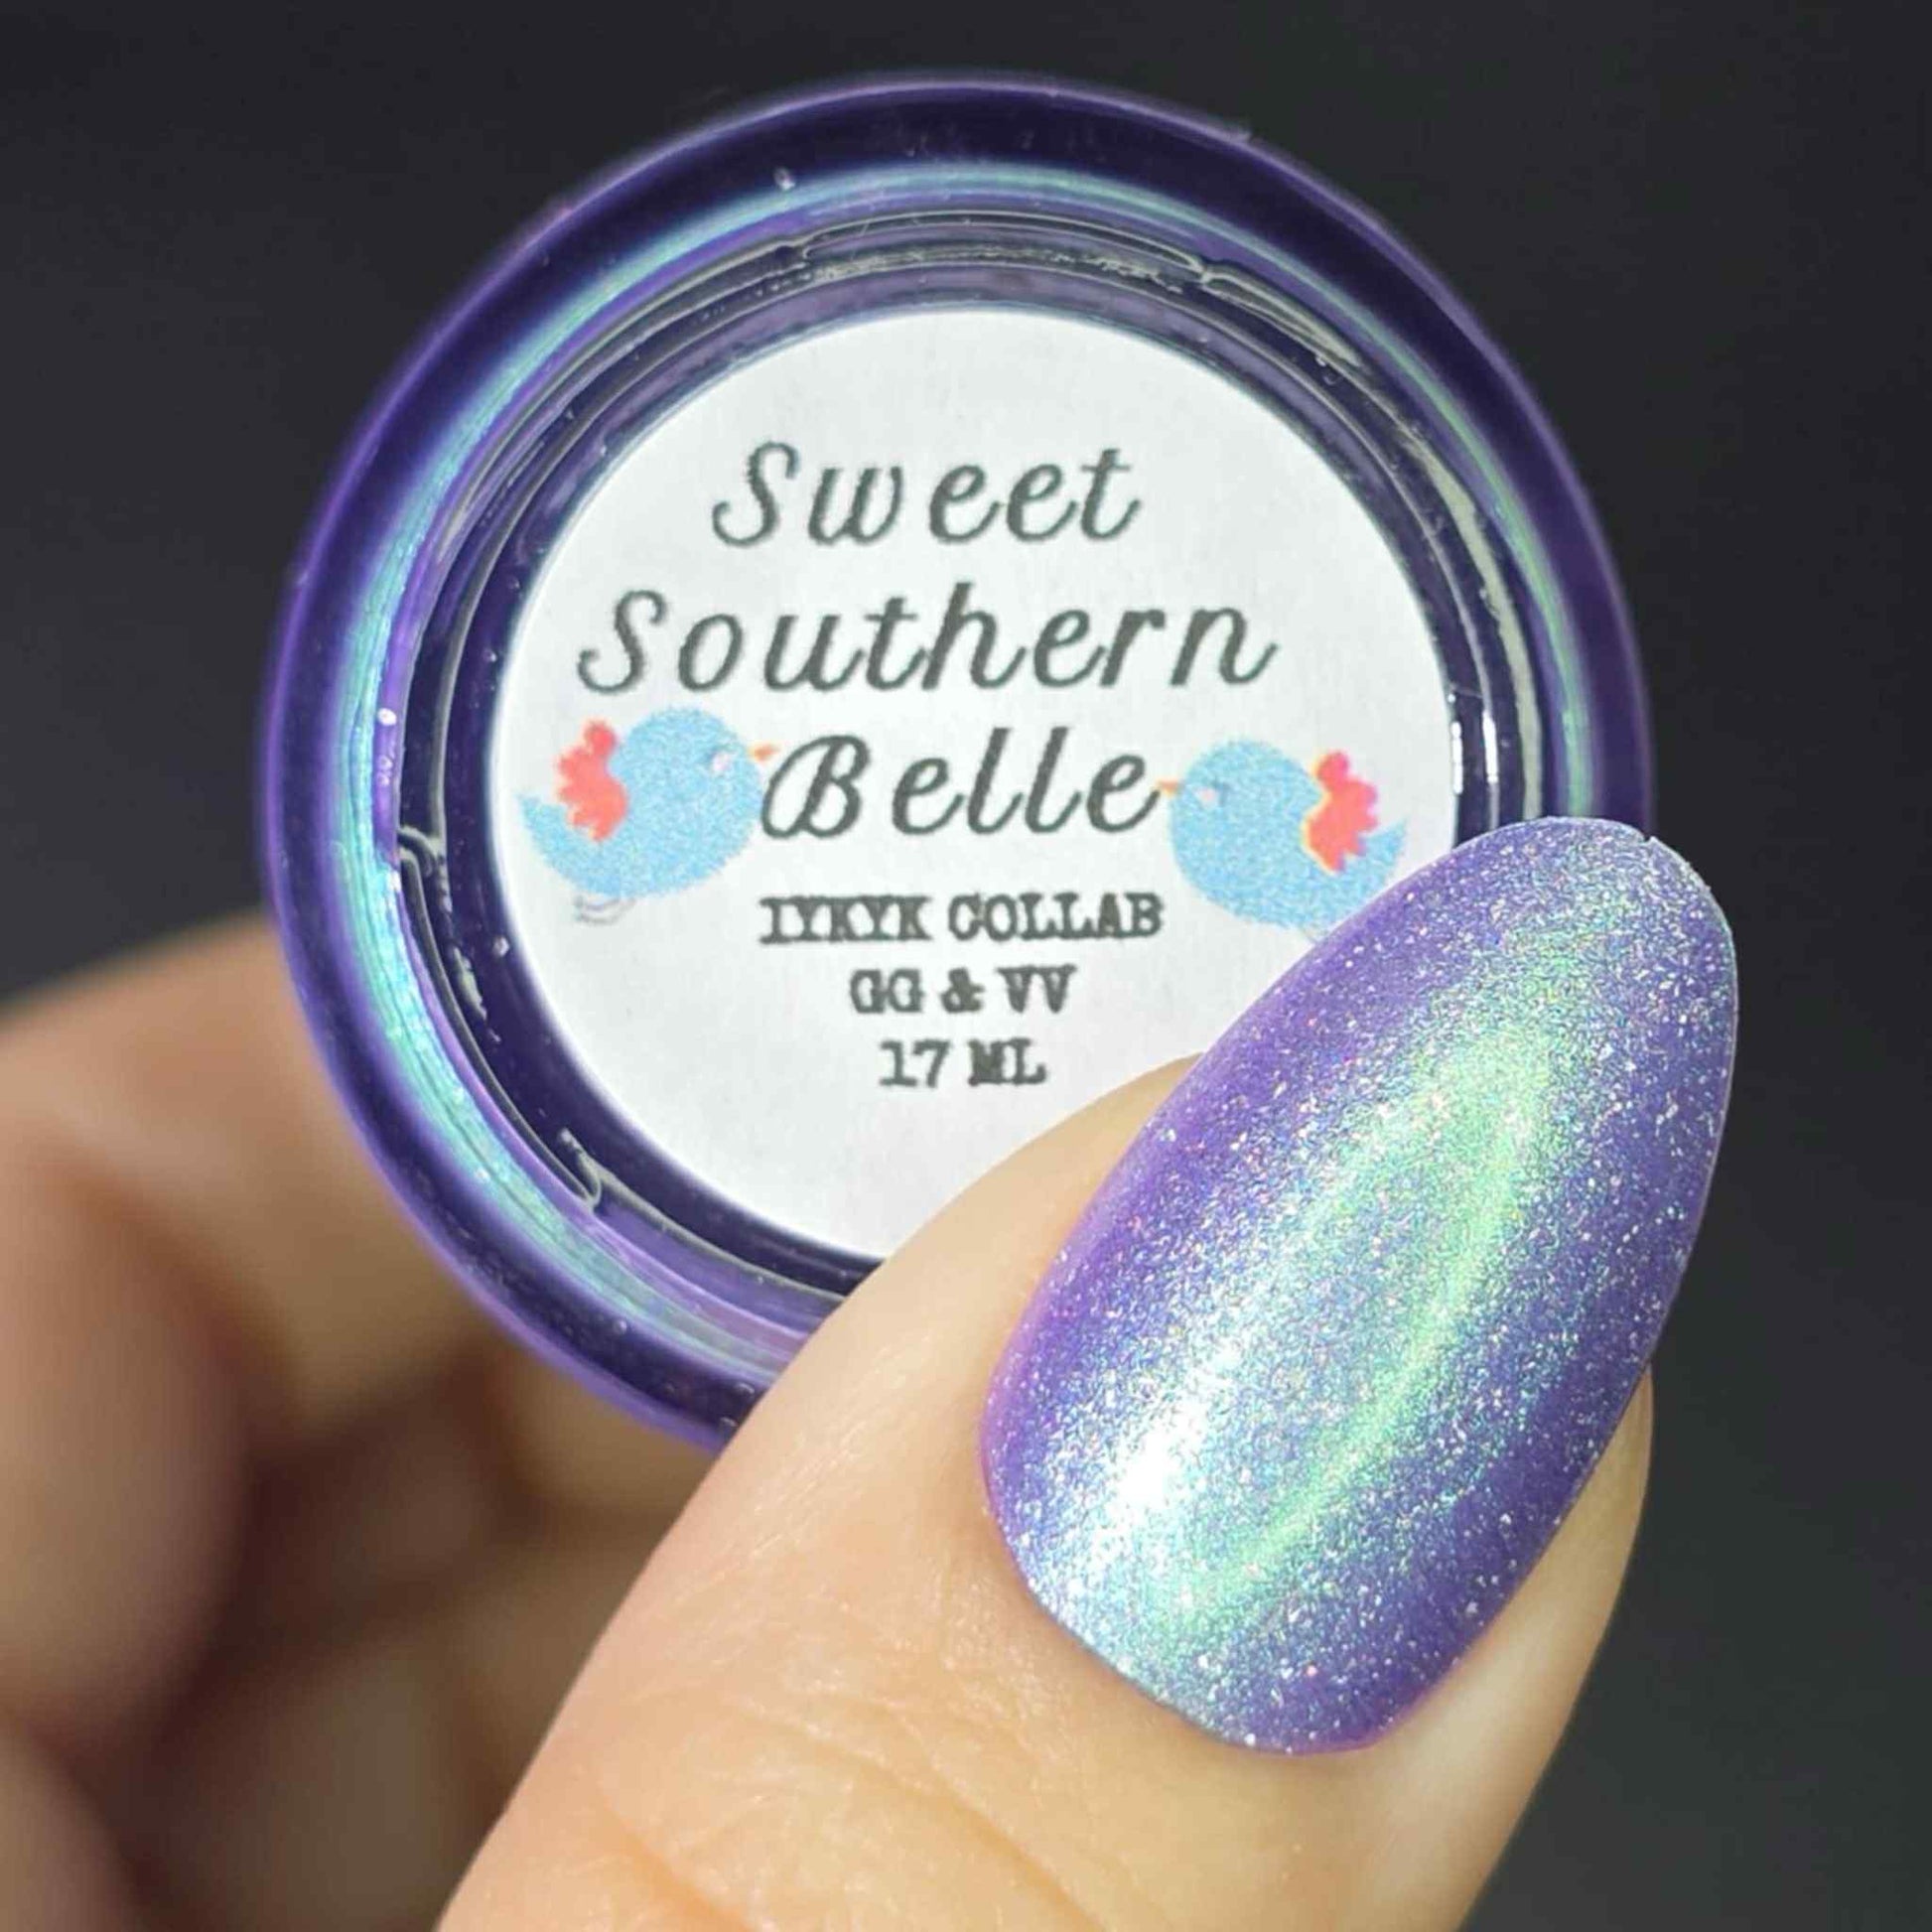 Sweet
Southern
Belle
IYKYK COLLAB
GG & VV
17 ML